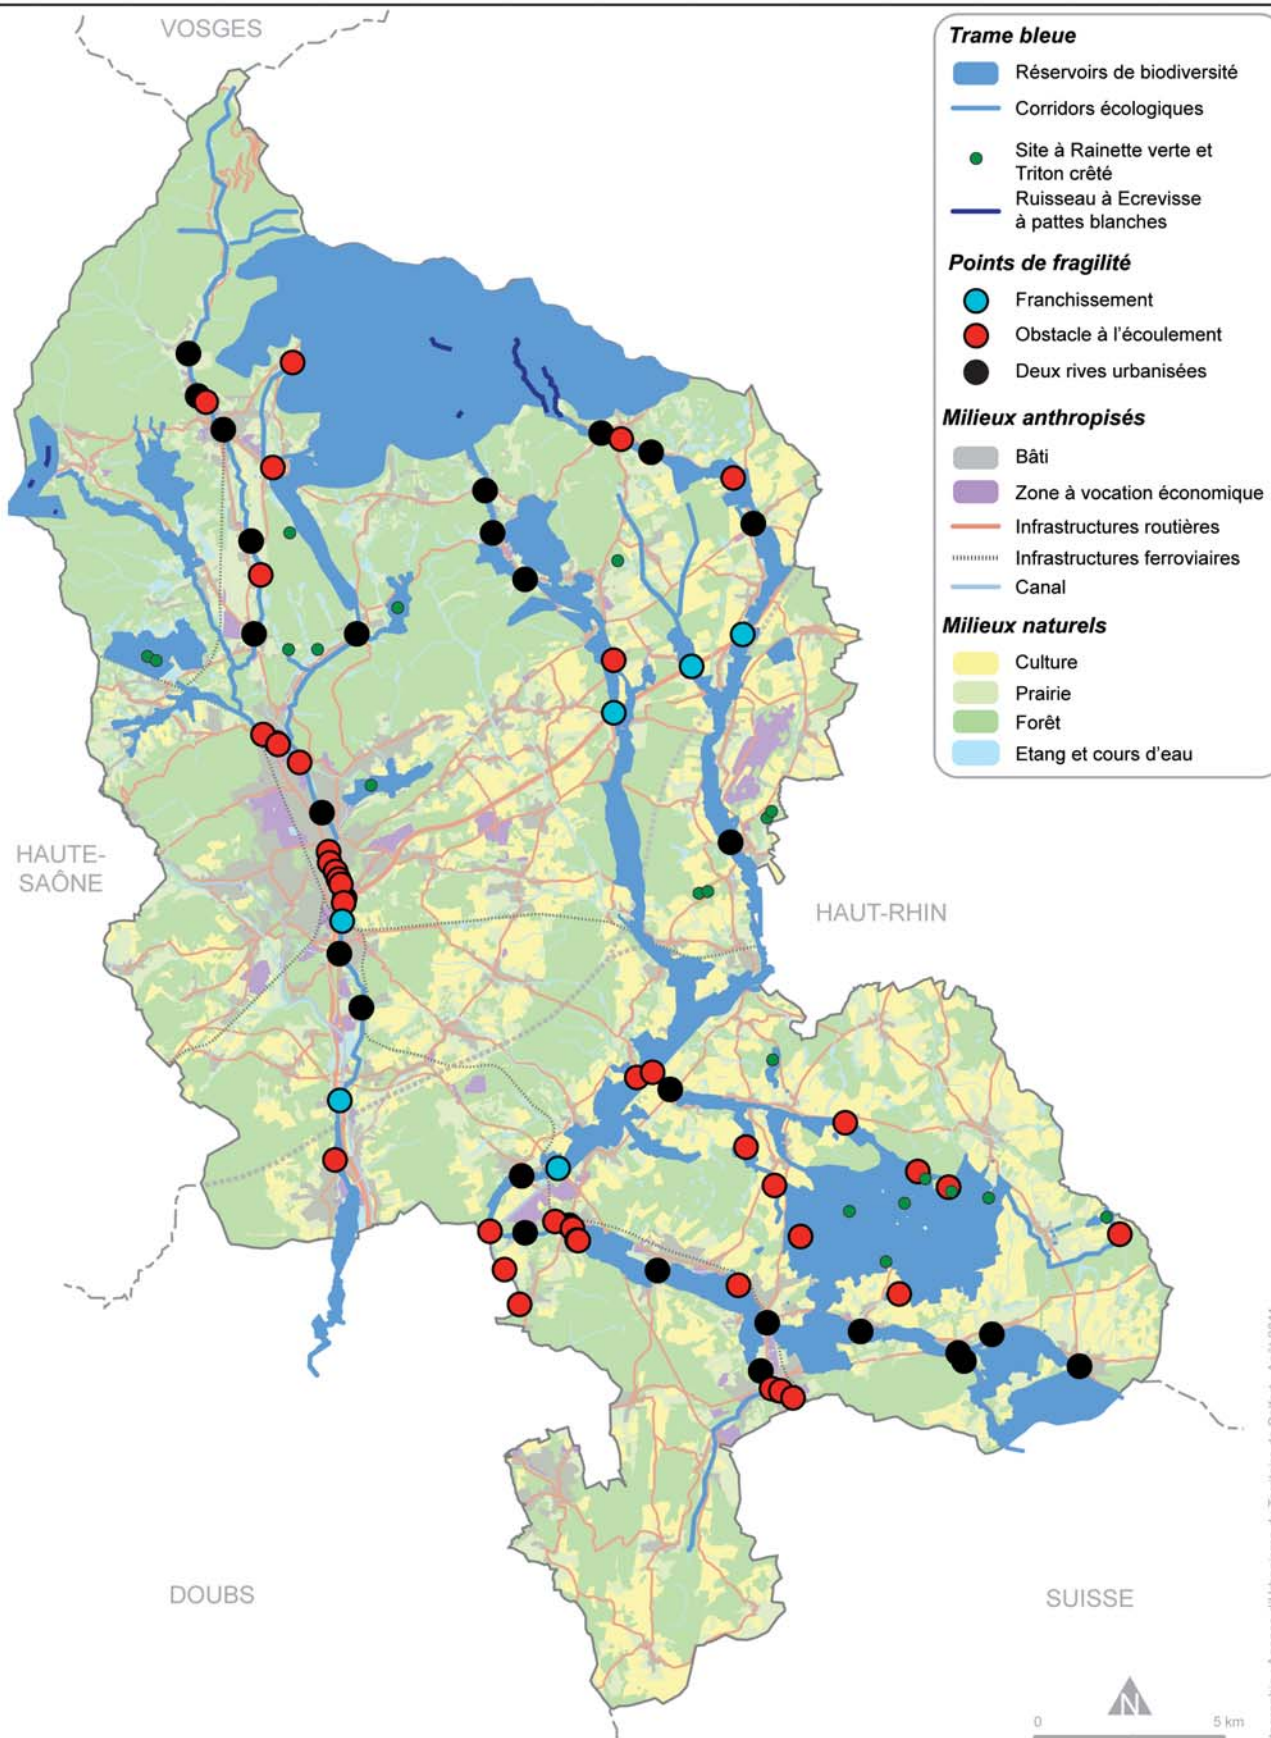 VOSGES
Trame bleue
Réservoirs de biodiversité
Corridors écologiques
Site à Rainette verte et
Triton crêté
Ruisseau à Ecrevisse
à pattes blanches
Points de fragilité
Franchissement
Obstacle à l'écoulement
Deux rives urbanisées
Milieux anthropisés
Bâti
Zone à vocation économique
Infrastructures routières
Infrastructures ferroviaires
Canal
Milieux naturels
Culture
Prairie
Forêt
Etang et cours d'eau
HAUTE-
SAÔNE
HAUT-RHIN
DOUBS
SUISSE
N
0 5 km